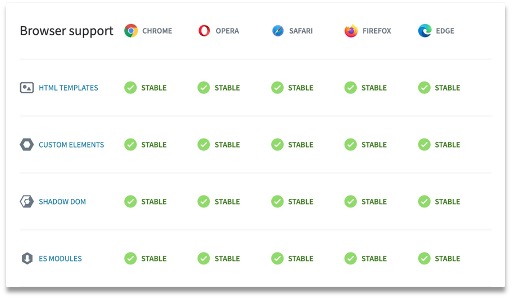 Browser support CHROME OPERA SAFARI FIREFOX EDGE
HTML TEMPLATES STABLE STABLE STABLE STABLE STABLE
CUSTOM ELEMENTS STABLE STABLE STABLE STABLE STABLE
SHADOW DOM STABLE STABLE STABLE STABLE STABLE
ES MODULES STABLE STABLE STABLE STABLE STABLE